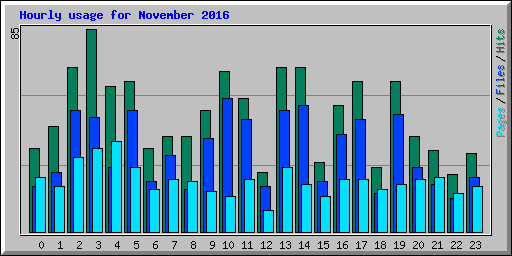 Hourly usage for November 2016
85
Pages/Files/Hits
0 1 2 3 4 5 6 7 8 9 10 11 12 13 14 15 16 17 18 19 20 21 22 23